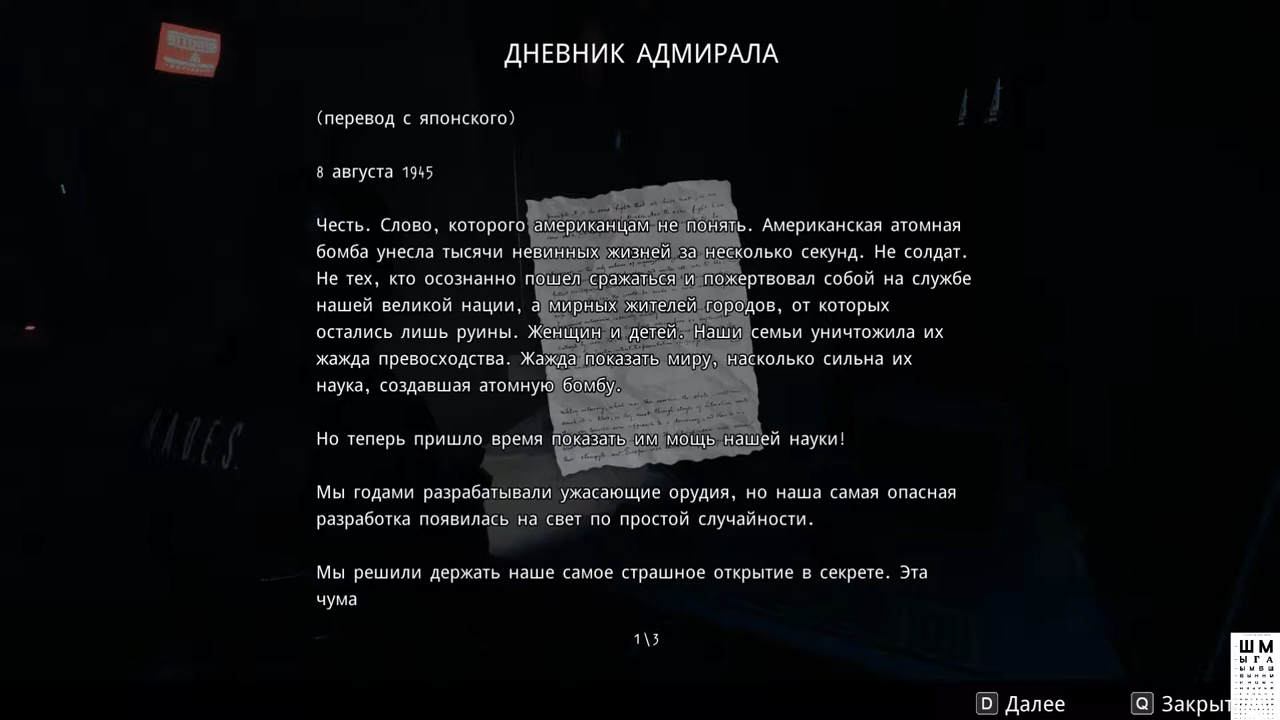 ДНЕВНИК АДМИРАЛА
(перевод с японского)
8 августа 1945
Честь. Слово, которого американцам не понять. Американская атомная
бомба унесла тысячи невинных жизней за несколько секунд. Не солдат.
Не тех, кто осознанно пошел сражаться и пожертвовал собой на службе
нашей великой нации, а мирных жителей городов, от которых
остались лишь руины. Женщин и детей. Наши семьи уничтожила их
жажда превосходства. Жажда показать миру, насколько сильна их
наука, создавшая атомную бомбу.
Но теперь пришло время показать им мощь нашей науки!
Мы годами разрабатывали ужасающие орудия, но наша самая опасная
разработка появилась на свет по простой случайности.
Мы решили держать наше самое страшное открытие в секрете. Эта
чума
1\3
D Далее
Q Закрыт
Ш М
Ы Г А